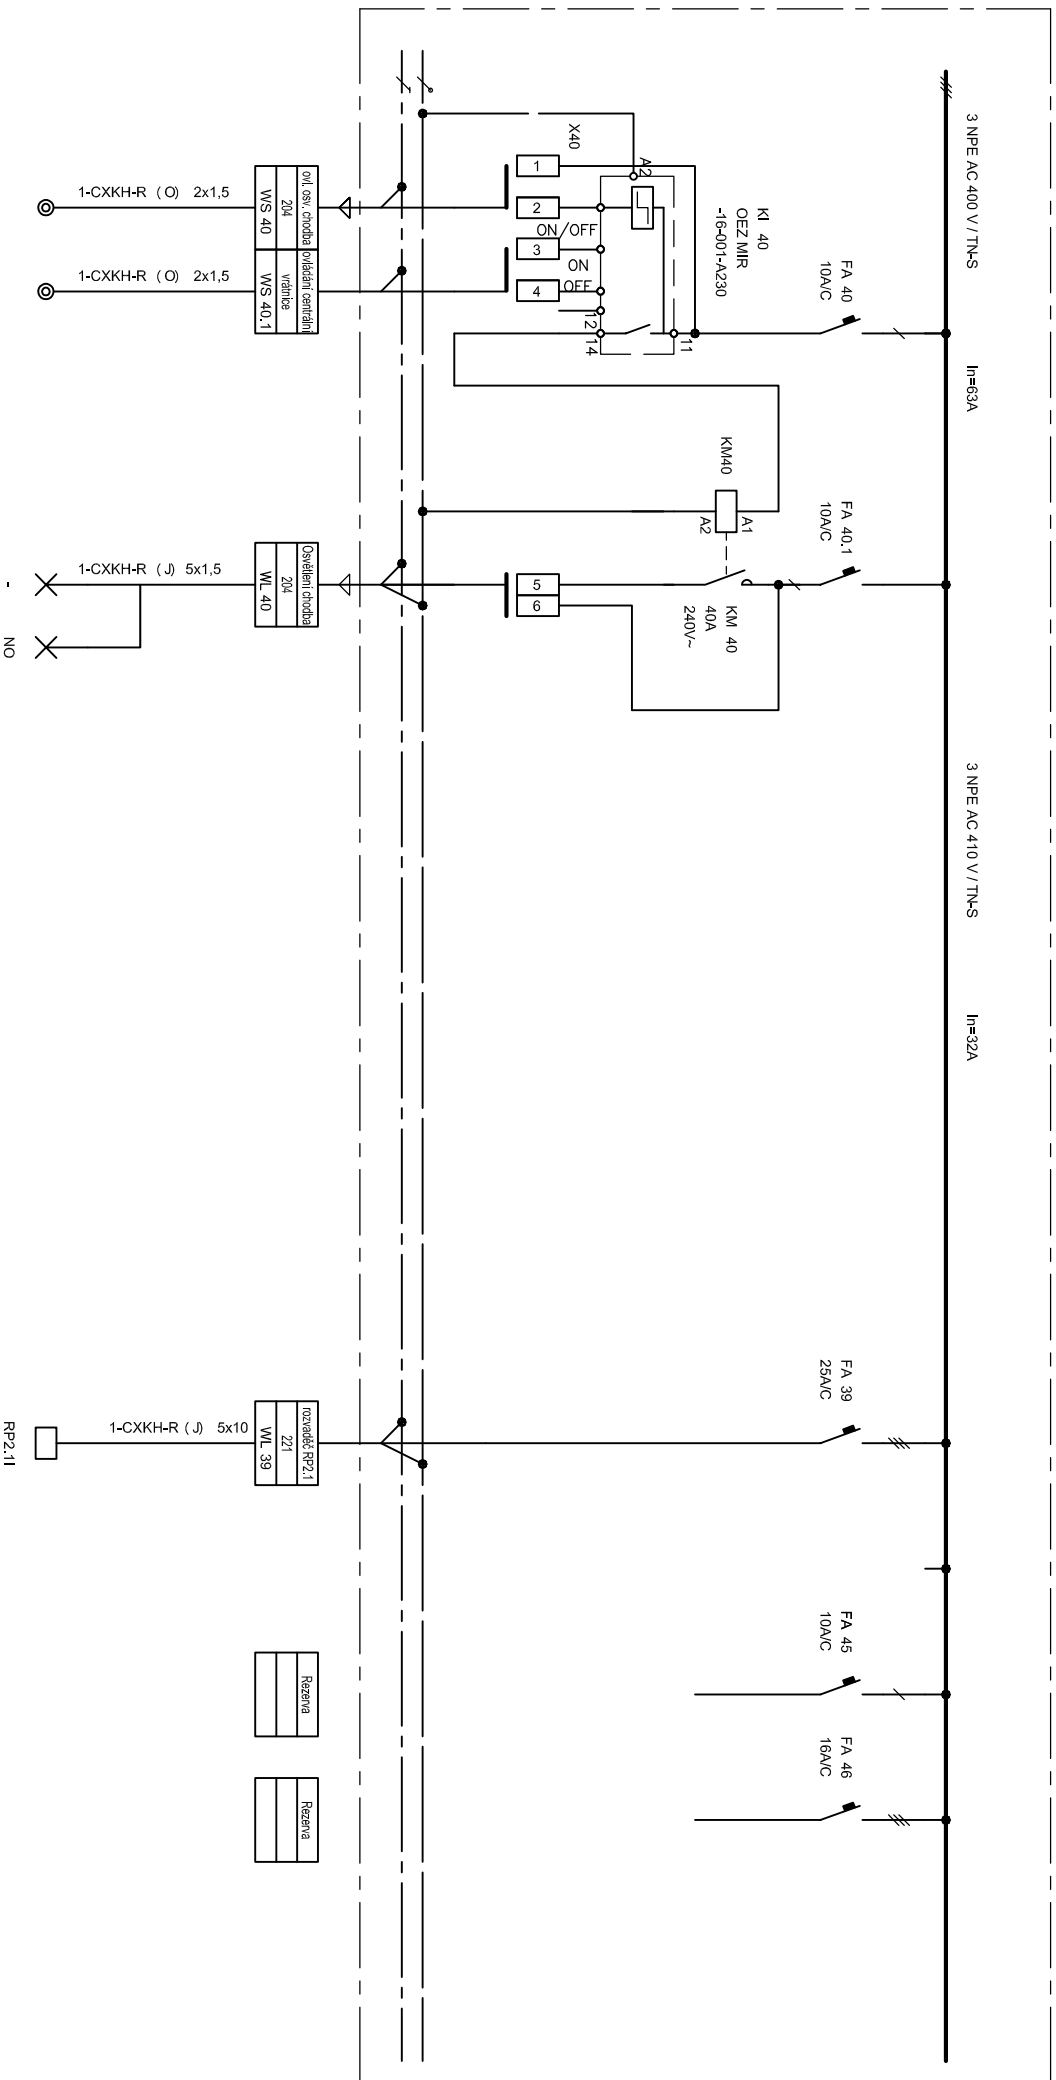 3 NPE AC 400 V / TN-S
In=63A
3 NPE AC 410 V / TN-S
In=32A
FA 40
10A/C
FA 40.1
10A/C
FA 39
25A/C
FA 45
10A/C
FA 46
16A/C
KI 40
OEZ MIR
-16-001-A230
11
A2
12
14
KM40
A1
A2
KM 40
40A
240V~
X40
1
2
3
4
ON/OFF
ON
OFF
5
6
ovl. osv. chodba
204
WS 40
ovládání centrální
vrátnice
WS 40.1
Osvětlení chodba
204
WL 40
rozvaděč RP2.1
221
WL 39
Rezerva
Rezerva
1-CXKH-R (O) 2x1,5
1-CXKH-R (O) 2x1,5
1-CXKH-R (J) 5x1,5
1-CXKH-R (J) 5x10
-
NO
RP2.1I